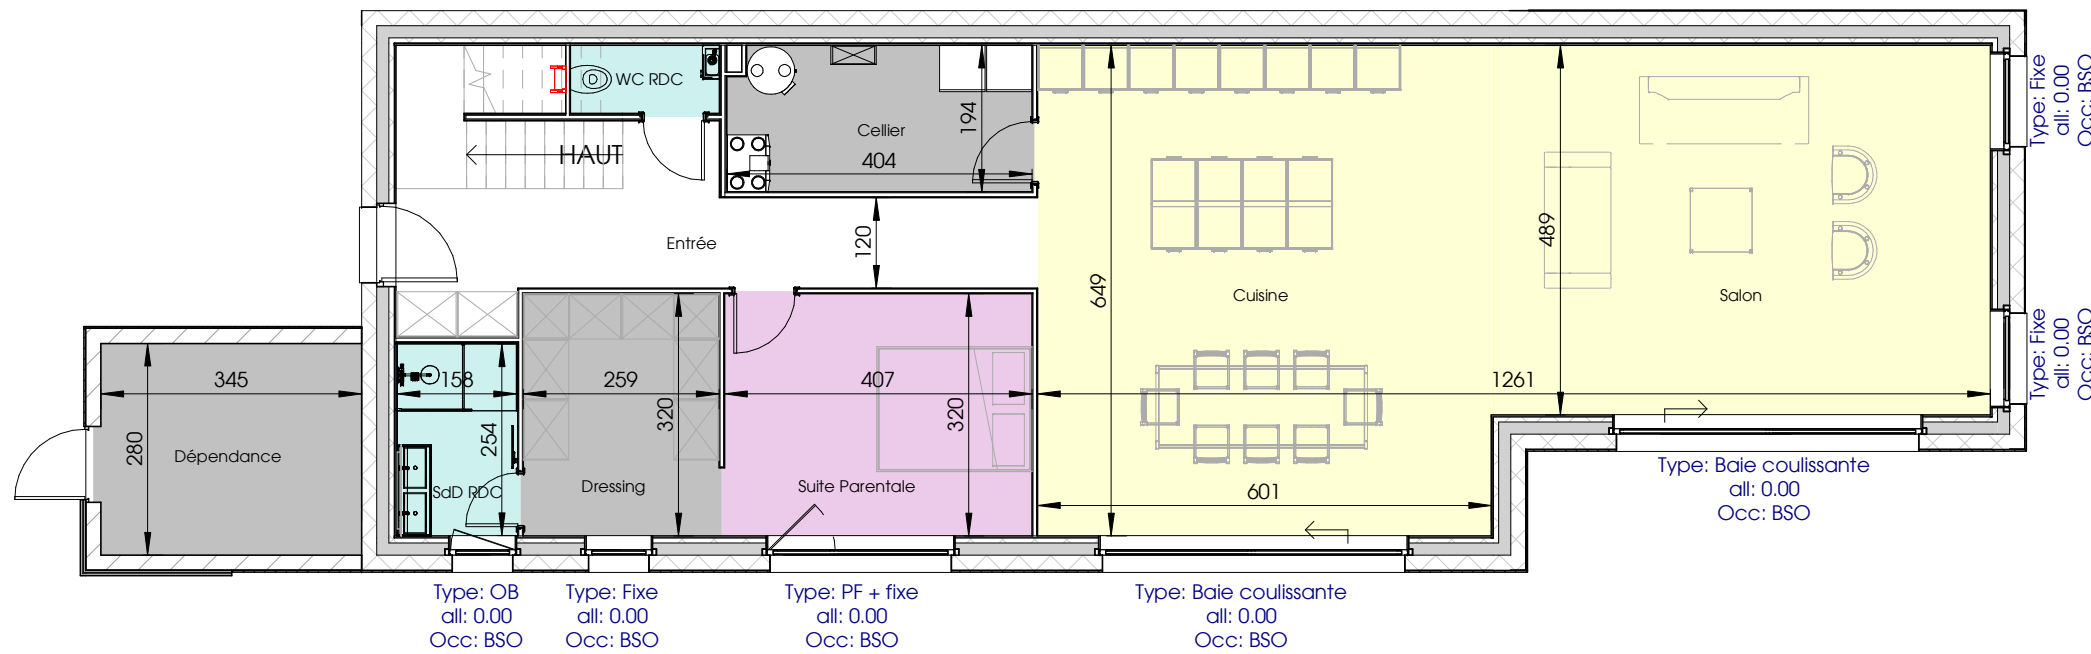 WC RDC
Cellier
194
404
HAUT
Entrée
120
649
489
Cuisine
Salon
Type: Fixe
all: 0.00
Occ: BSO
Type: Fixe
all: 0.00
Occ: BSO
345
280
Dépendance
158
254
SdD RDC
259
320
Dressing
407
320
Suite Parentale
1261
601
Type: Baie coulissante
all: 0.00
Occ: BSO
Type: OB
all: 0.00
Occ: BSO
Type: Fixe
all: 0.00
Occ: BSO
Type: PF + fixe
all: 0.00
Occ: BSO
Type: Baie coulissante
all: 0.00
Occ: BSO